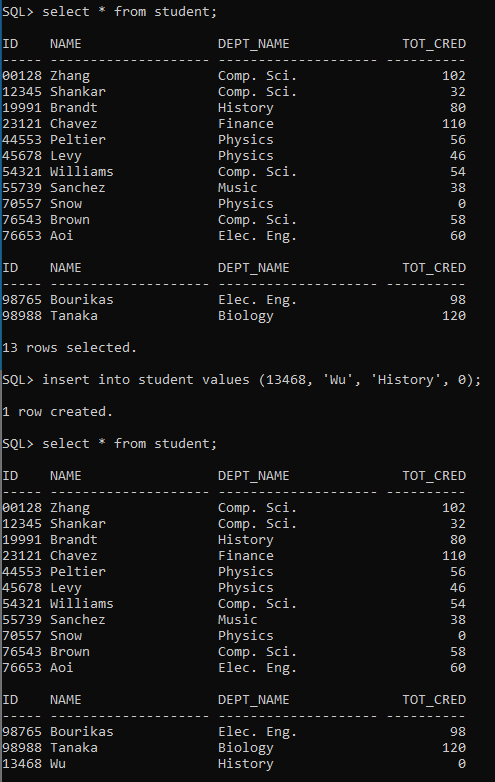 SQL> select * from student;
ID    NAME                 DEPT_NAME              TOT_CRED
----- -------------------- -------------------- ----------
00128 Zhang                Comp. Sci.                  102
12345 Shankar              Comp. Sci.                   32
19991 Brandt               History                      80
23121 Chavez               Finance                     110
44553 Peltier              Physics                      56
45678 Levy                 Physics                      46
54321 Williams             Comp. Sci.                   54
55739 Sanchez              Music                        38
70557 Snow                 Physics                       0
76543 Brown                Comp. Sci.                   58
76653 Aoi                  Elec. Eng.                   60
ID    NAME                 DEPT_NAME              TOT_CRED
----- -------------------- -------------------- ----------
98765 Bourikas             Elec. Eng.                   98
98988 Tanaka               Biology                     120
13 rows selected.
SQL> insert into student values (13468, 'Wu', 'History', 0);
1 row created.
SQL> select * from student;
ID    NAME                 DEPT_NAME              TOT_CRED
----- -------------------- -------------------- ----------
00128 Zhang                Comp. Sci.                  102
12345 Shankar              Comp. Sci.                   32
19991 Brandt               History                      80
23121 Chavez               Finance                     110
44553 Peltier              Physics                      56
45678 Levy                 Physics                      46
54321 Williams             Comp. Sci.                   54
55739 Sanchez              Music                        38
70557 Snow                 Physics                       0
76543 Brown                Comp. Sci.                   58
76653 Aoi                  Elec. Eng.                   60
ID    NAME                 DEPT_NAME              TOT_CRED
----- -------------------- -------------------- ----------
98765 Bourikas             Elec. Eng.                   98
98988 Tanaka               Biology                     120
13468 Wu                   History                       0